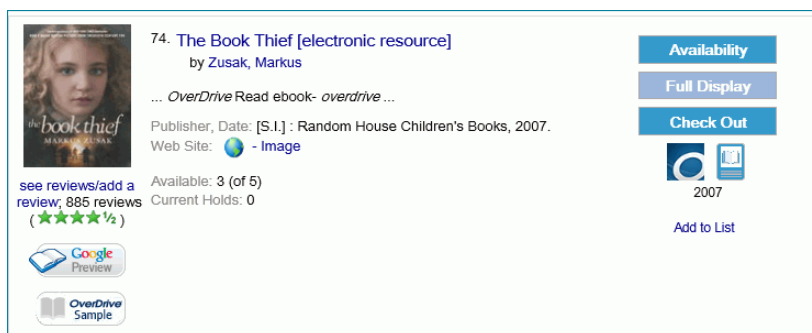 the book thief
MARKUS ZUSAK
see reviews/add a
review; 885 reviews
( ½ )
Google
Preview
OverDrive
Sample
74. The Book Thief [electronic resource]
by Zusak, Markus
... OverDrive Read ebook- overdrive ...
Publisher, Date: [S.I.] : Random House Children's Books, 2007.
Web Site: - Image
Available: 3 (of 5)
Current Holds: 0
Availability
Full Display
Check Out
2007
Add to List